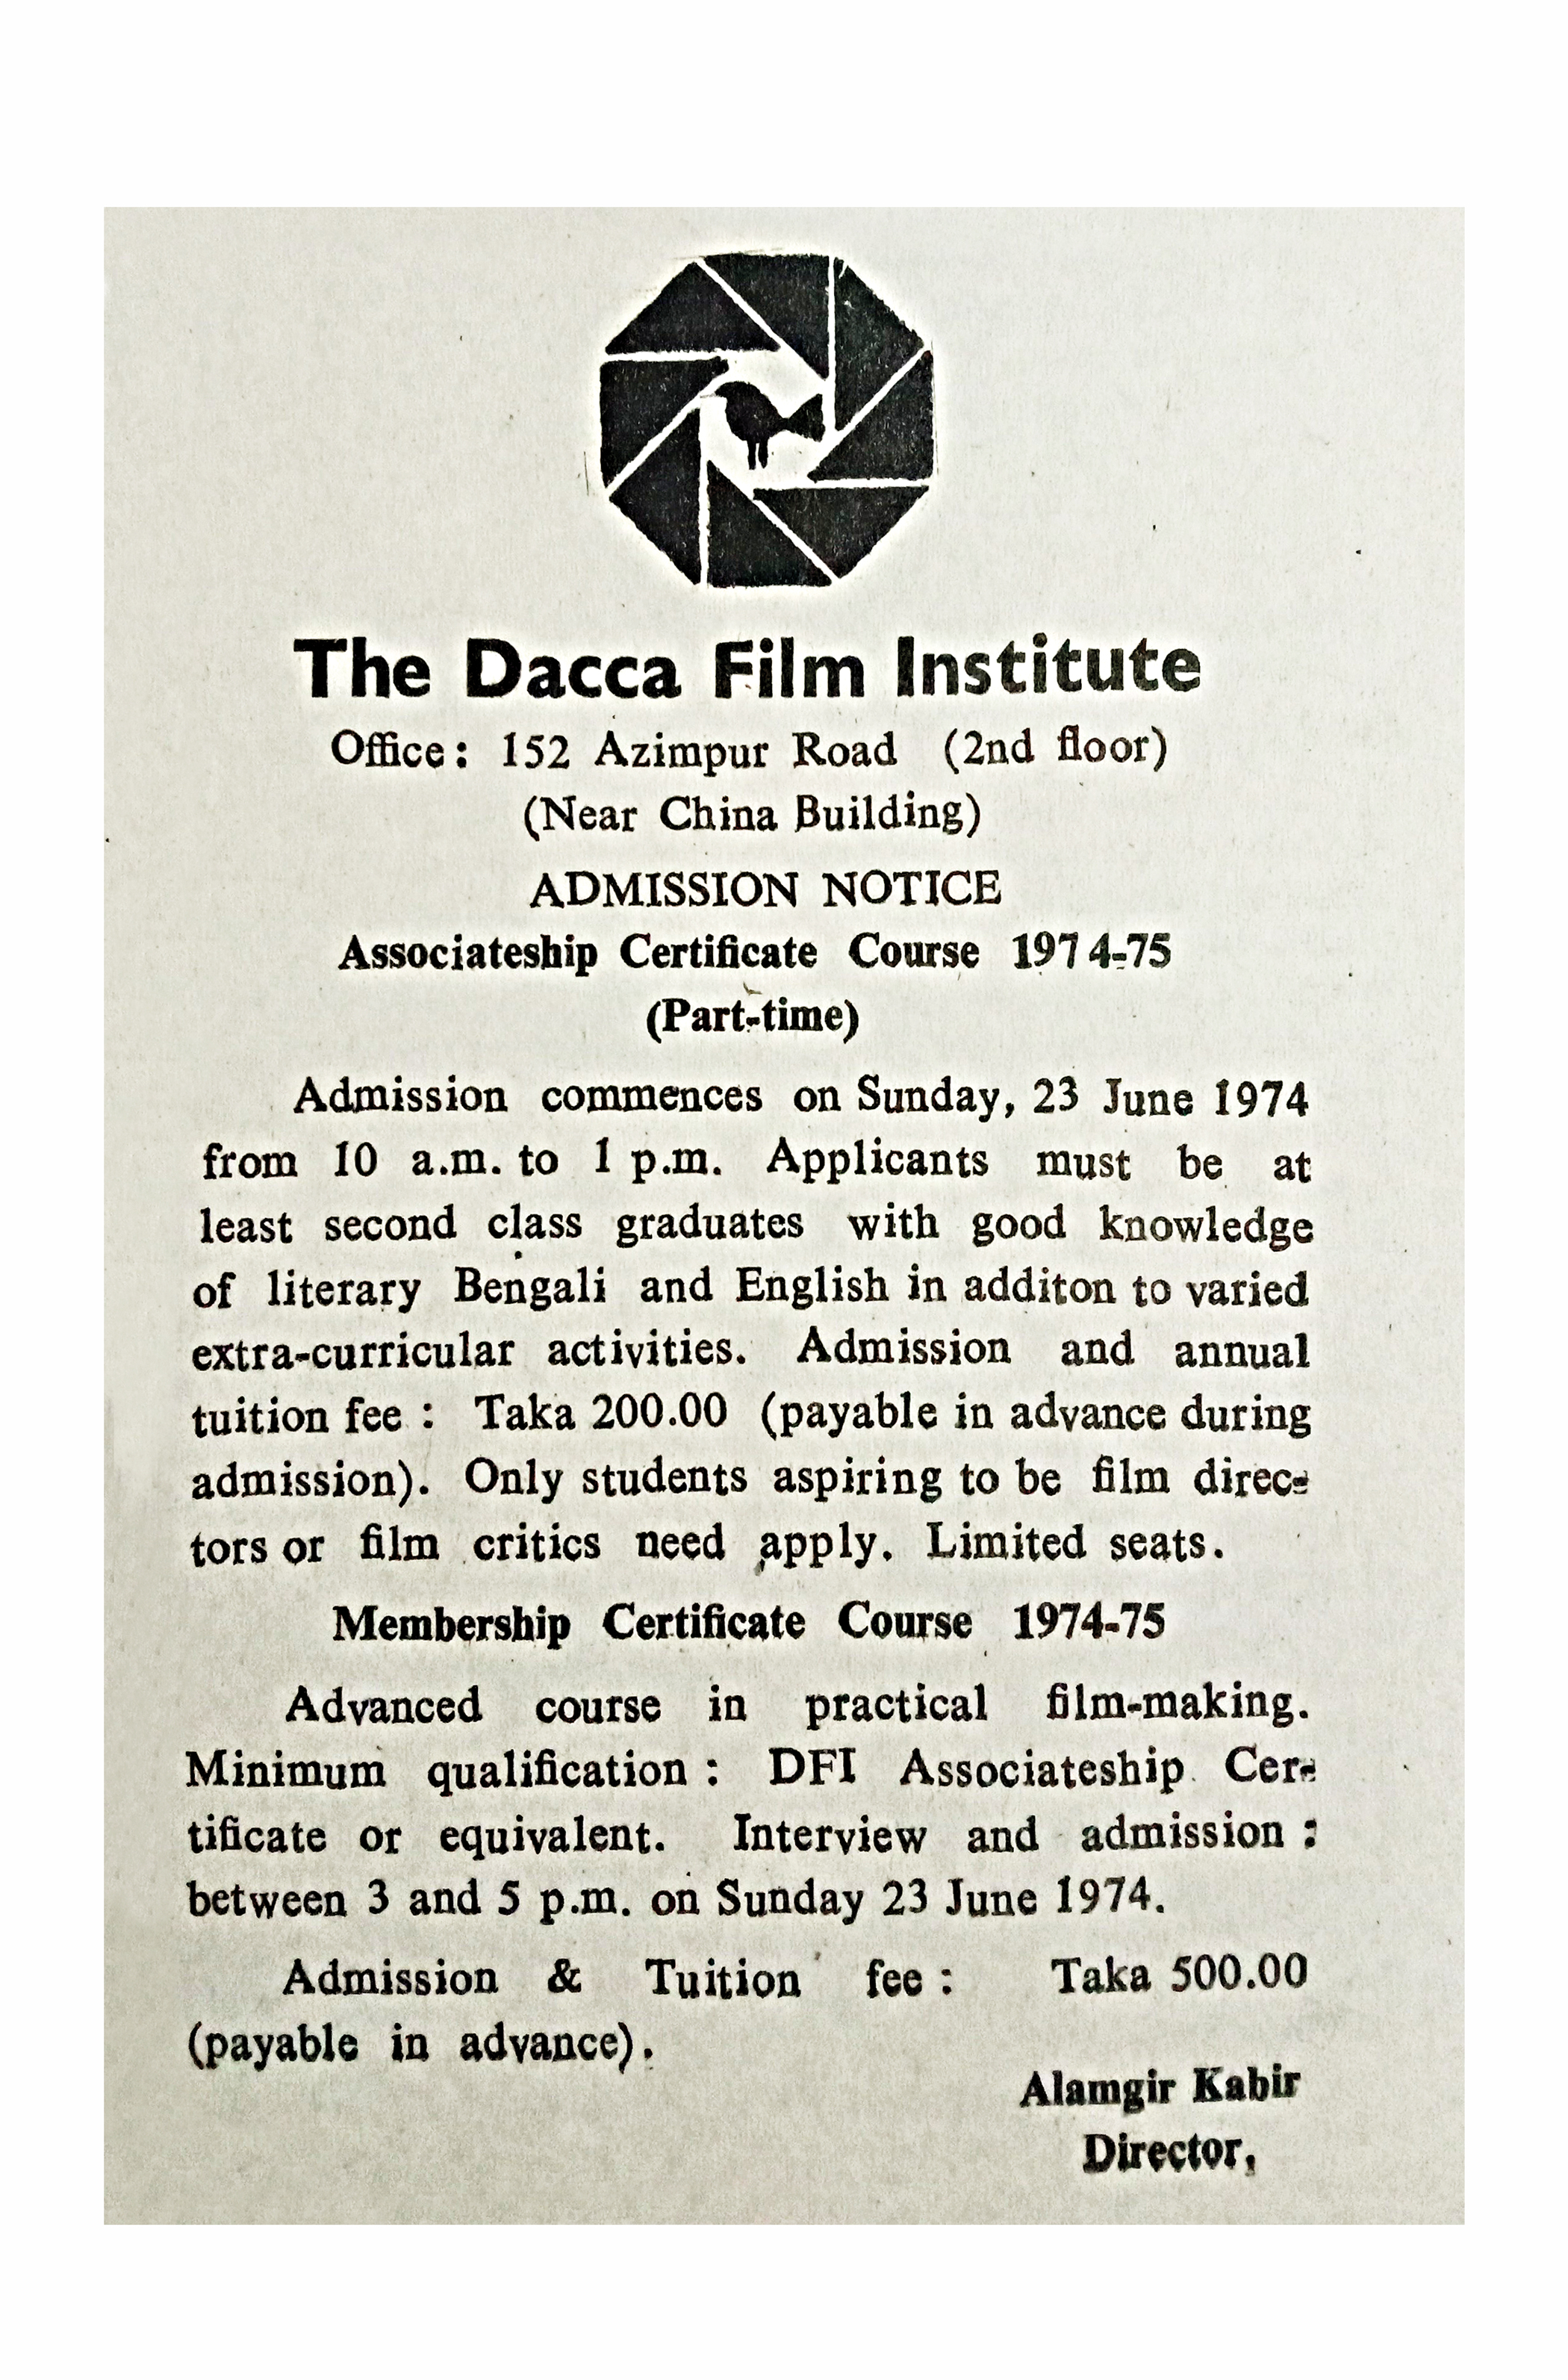 The Dacca Film Institute
Office: 152 Azimpur Road (2nd floor)
(Near China Building)
ADMISSION NOTICE
Associateship Certificate Course 1974-75
(Part-time)
Admission commences on Sunday, 23 June 1974
from 10 a.m. to 1 p.m. Applicants must be at
least second class graduates with good knowledge
of literary Bengali and English in additon to varied
extra-curricular activities. Admission and annual
tuition fee : Taka 200.00 (payable in advance during
admission). Only students aspiring to be film direc-
tors or film critics need apply. Limited seats.
Membership Certificate Course 1974-75
Advanced course in practical film-making.
Minimum qualification : DFI Associateship Cer-
tificate or equivalent. Interview and admission :
between 3 and 5 p.m. on Sunday 23 June 1974.
Admission & Tuition fee : Taka 500.00
(payable in advance).
Alamgir Kabir
Director,